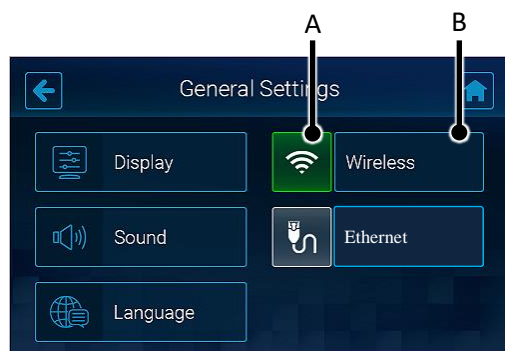 A B
General Settings
Display
Wireless
Sound
Ethernet
Language